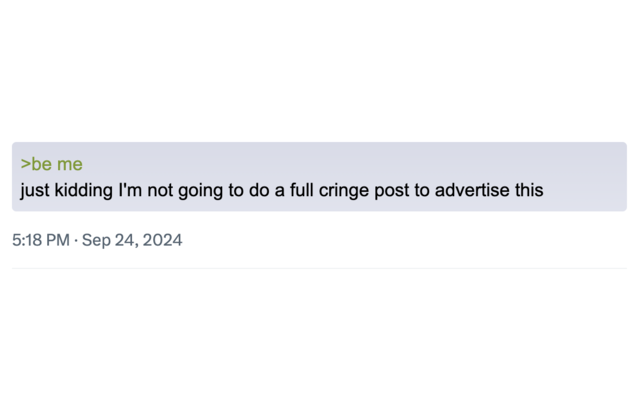 >be me
just kidding I'm not going to do a full cringe post to advertise this
5:18 PM · Sep 24, 2024